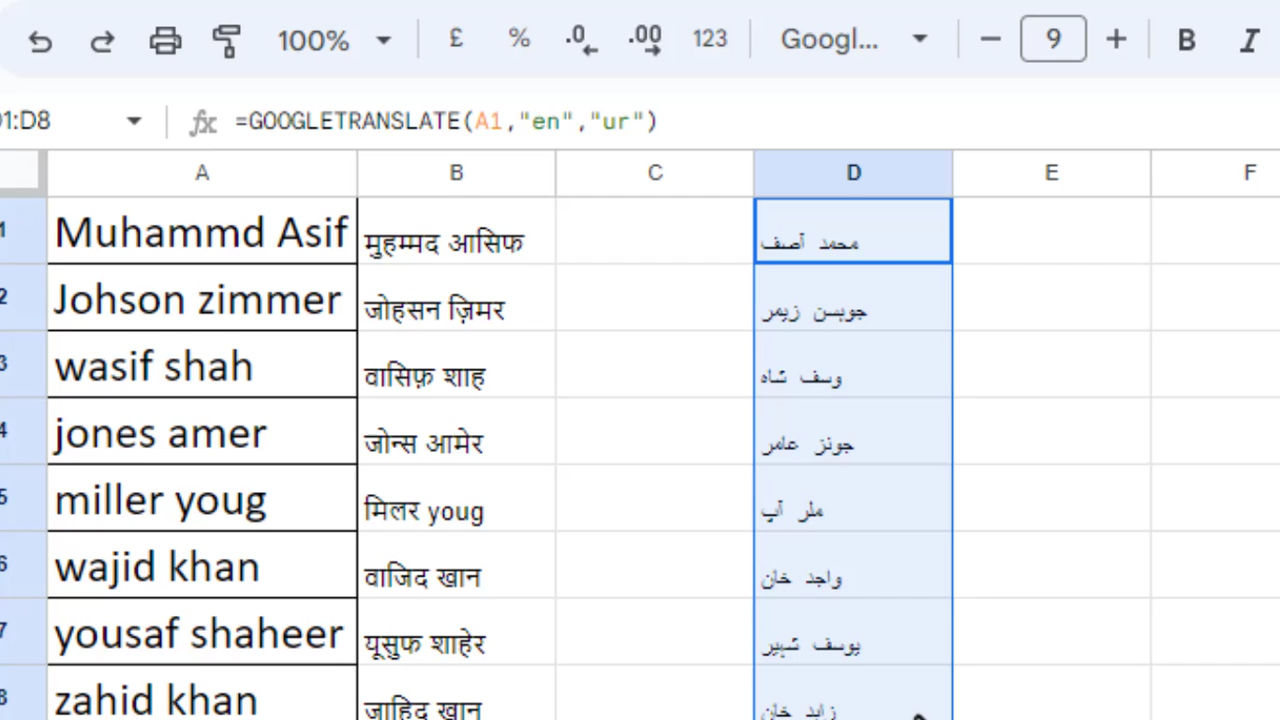 100% £ % .0 .00 123 Googl... 9 B I
1:D8 fx =GOOGLETRANSLATE(A1,"en","ur")
A B C D E F
1 Muhammd Asif मुहम्मद आसिफ محمد آصف
2 Johson zimmer जोहसन ज़िमर جوہسن زیمر
3 wasif shah वासिफ़ शाह وسف شاہ
4 jones amer जोन्स आमेर جونز عامر
5 miller youg मिलर youg ملر آپ
6 wajid khan वाजिद खान واجد خان
7 yousaf shaheer यूसुफ शाहेर یوسف شہیر
8 zahid khan जाहिद खान زاہد خان